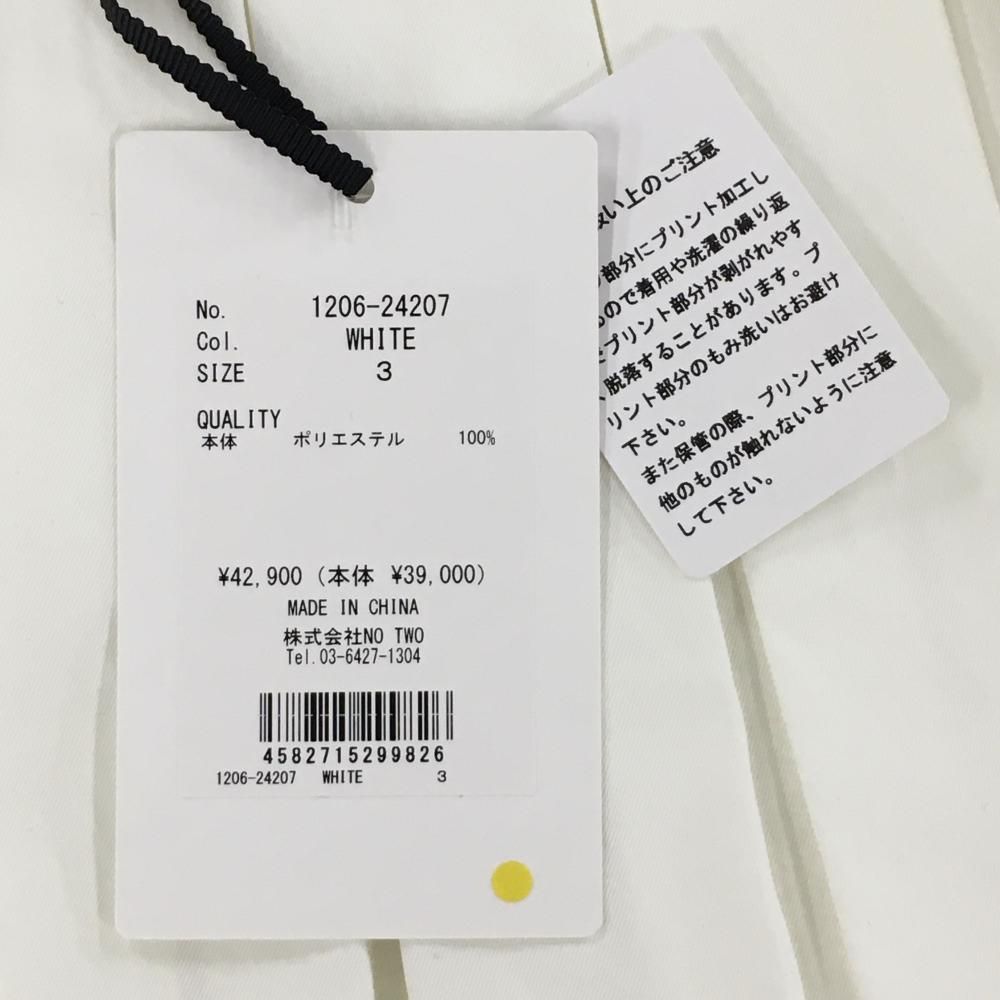 No. 1206-24207
Col. WHITE
SIZE 3
QUALITY
本体 ポリエステル 100%
¥42,900 (本体 ¥39,000)
MADE IN CHINA
株式会社NO TWO
Tel.03-6427-1304
4582715299826
1206-24207 WHITE 3
い上のご注意
部分にプリント加工し
ので着用や洗濯の繰り返
プリント部分が剥がれやす
脱落することがあります。プ
リント部分のもみ洗いはお避け
下さい。
また保管の際、プリント部分に
他のものが触れないように注意
して下さい。